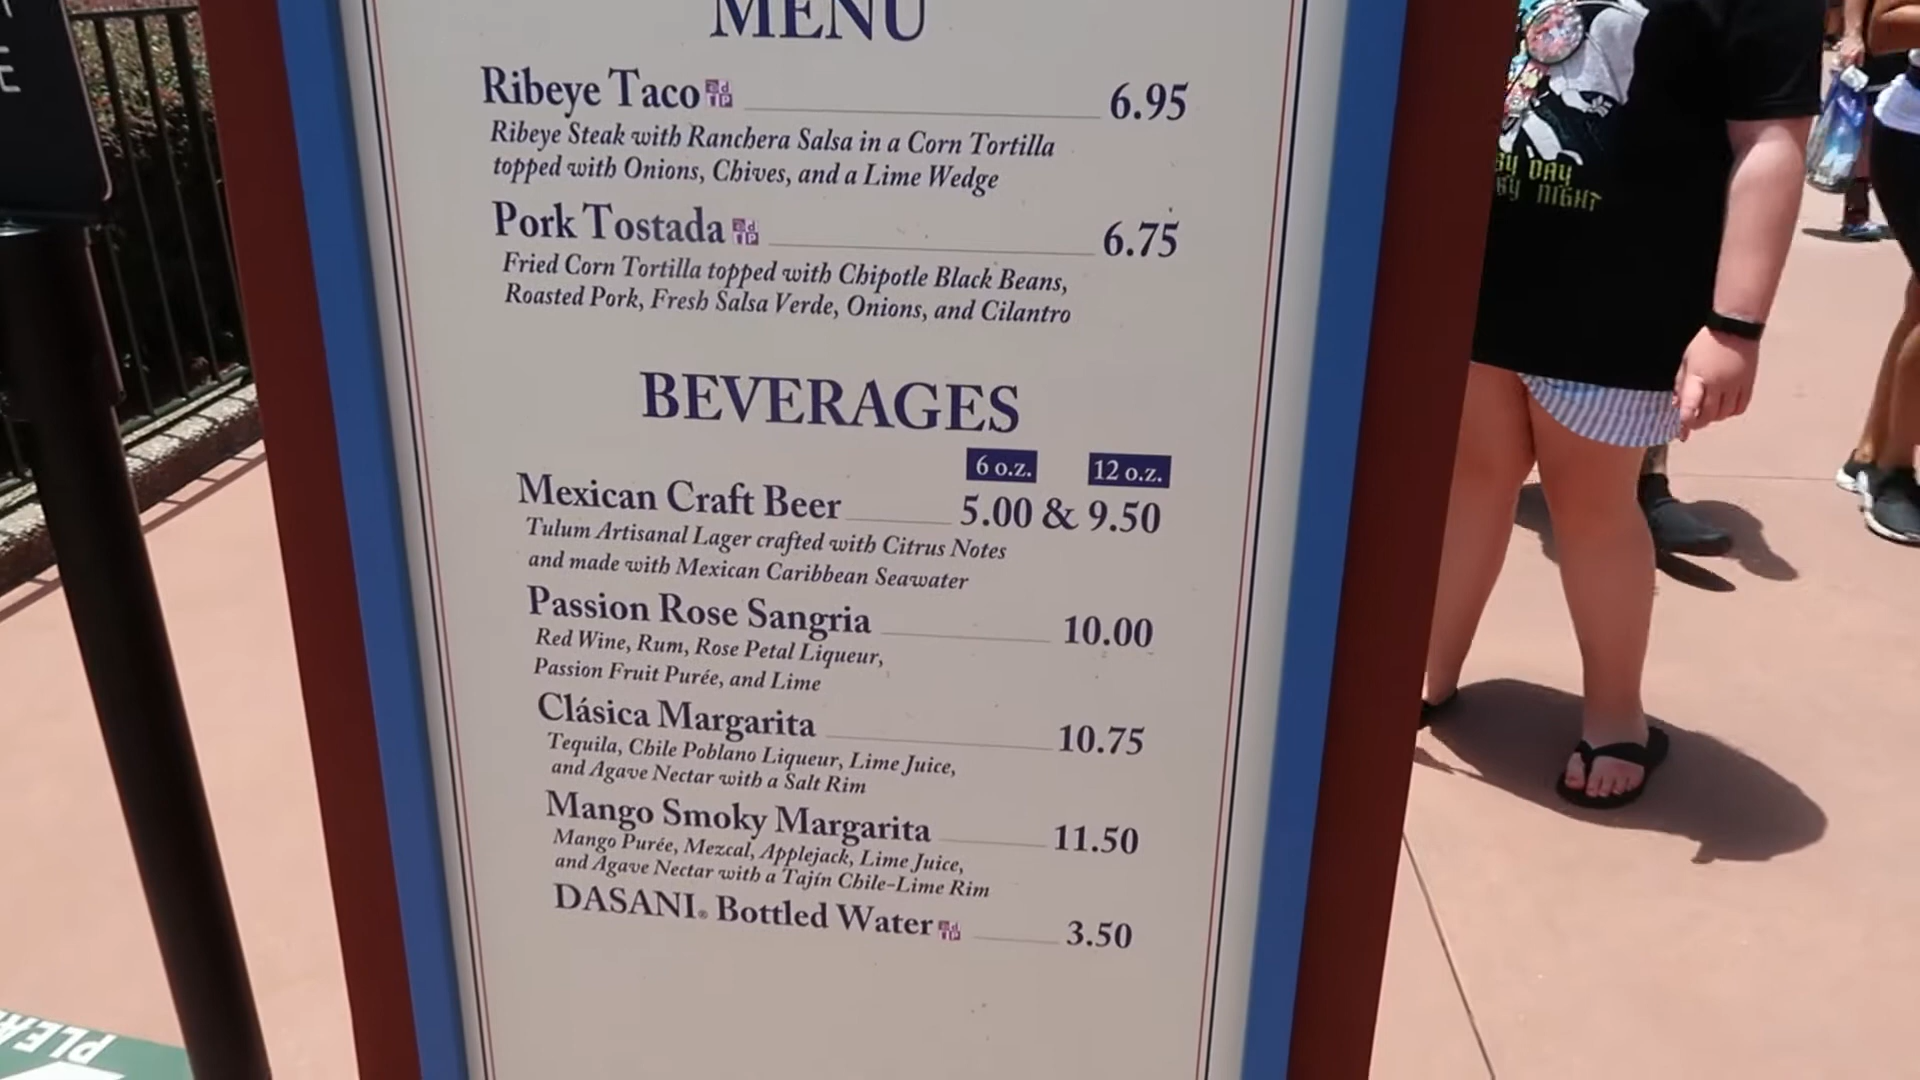 MENU
Ribeye Taco 6.95
Ribeye Steak with Ranchera Salsa in a Corn Tortilla
topped with Onions, Chives, and a Lime Wedge
Pork Tostada 6.75
Fried Corn Tortilla topped with Chipotle Black Beans,
Roasted Pork, Fresh Salsa Verde, Onions, and Cilantro
BEVERAGES
6 o.z. 12 o.z.
Mexican Craft Beer 5.00 & 9.50
Tulum Artisanal Lager crafted with Citrus Notes
and made with Mexican Caribbean Seawater
Passion Rose Sangria 10.00
Red Wine, Rum, Rose Petal Liqueur,
Passion Fruit Purée, and Lime
Clásica Margarita 10.75
Tequila, Chile Poblano Liqueur, Lime Juice,
and Agave Nectar with a Salt Rim
Mango Smoky Margarita 11.50
Mango Purée, Mezcal, Applejack, Lime Juice,
and Agave Nectar with a Tajín Chile-Lime Rim
DASANI® Bottled Water 3.50
DAY
NIGHT